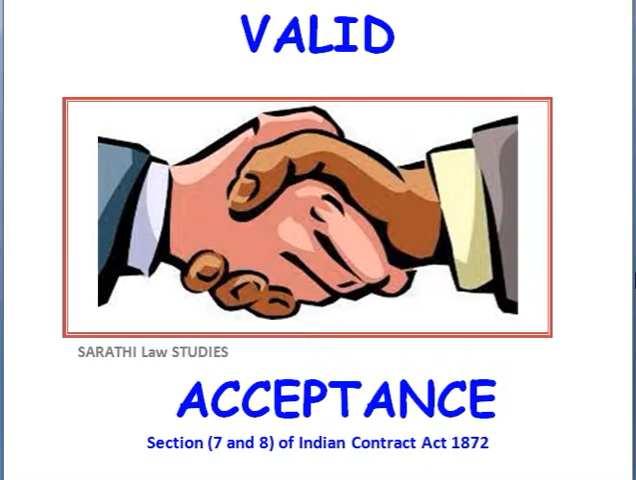 VALID
SARATHI Law STUDIES
ACCEPTANCE
Section (7 and 8) of Indian Contract Act 1872